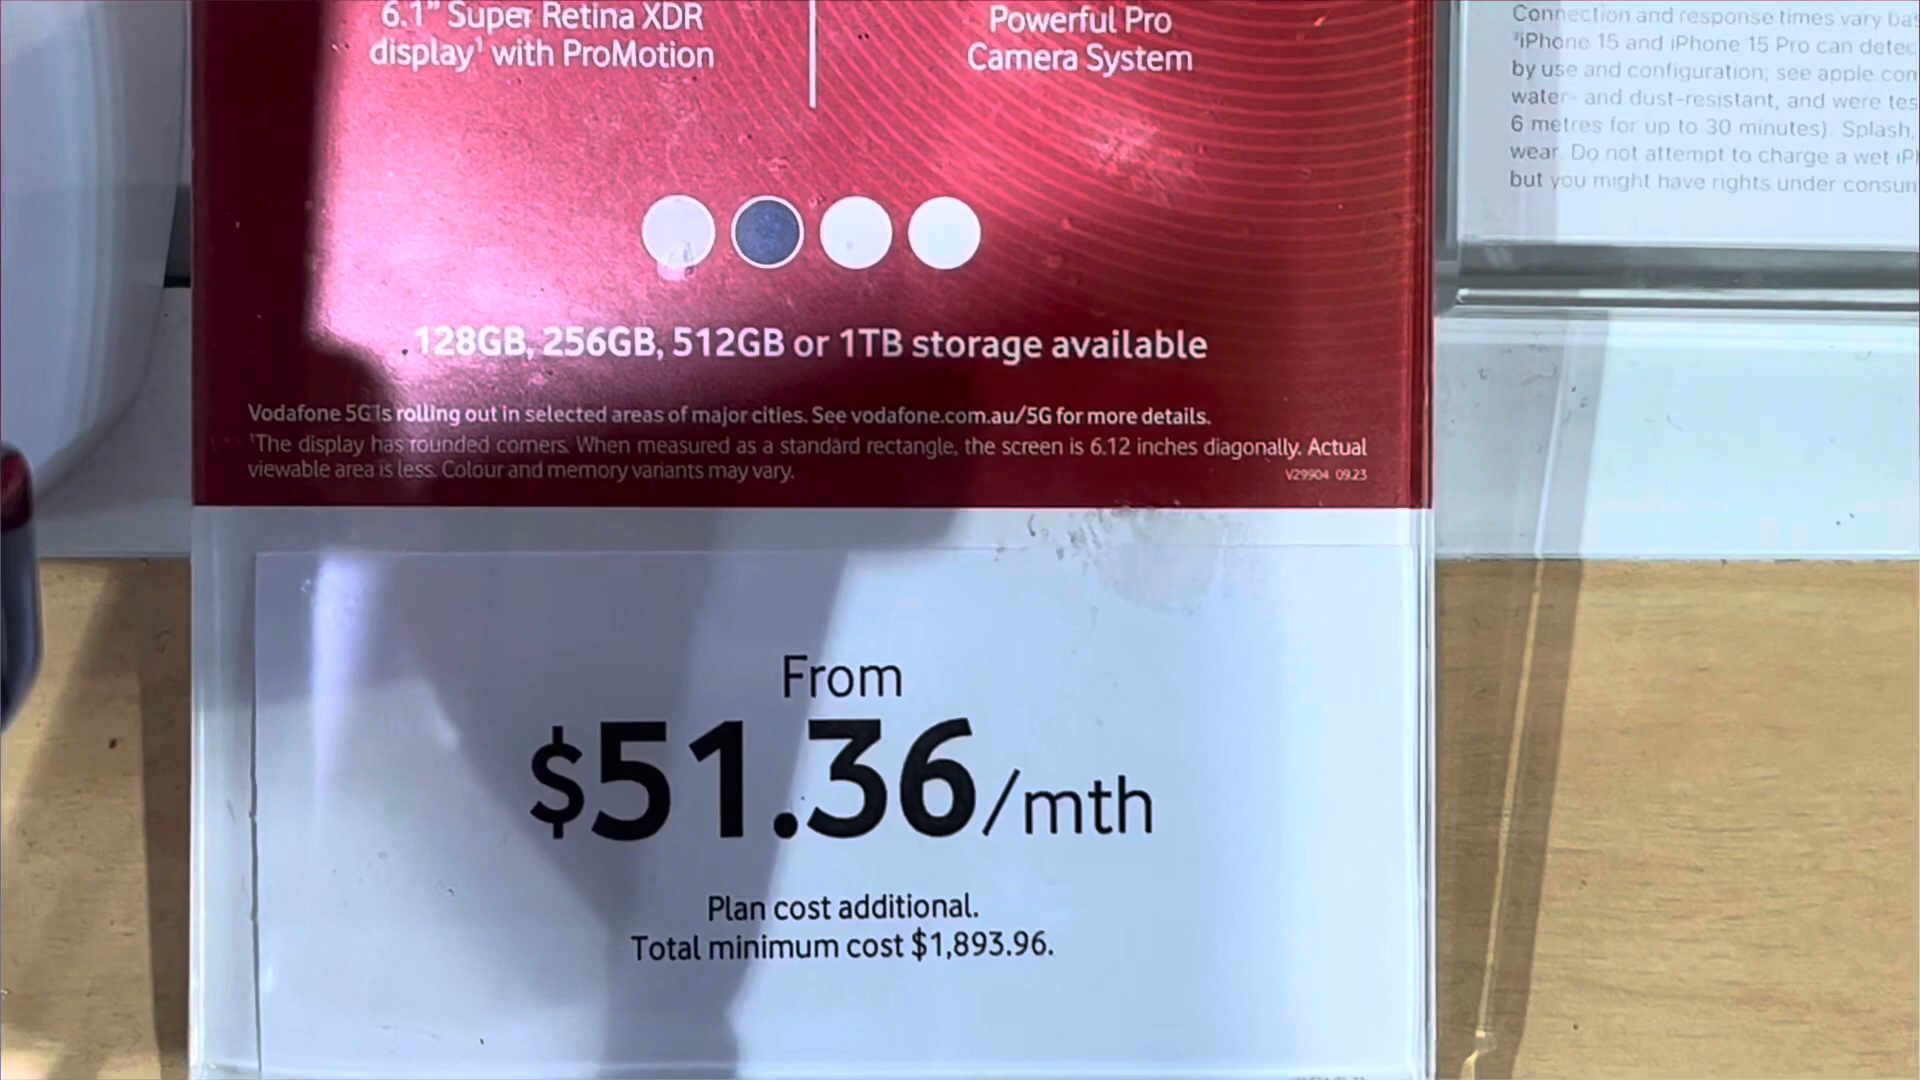 6.1" Super Retina XDR
display¹ with ProMotion
Powerful Pro
Camera System
128GB, 256GB, 512GB or 1TB storage available
Vodafone 5G is rolling out in selected areas of major cities. See vodafone.com.au/5G for more details.
¹The display has rounded corners. When measured as a standard rectangle, the screen is 6.12 inches diagonally. Actual
viewable area is less. Colour and memory variants may vary.
V29904 09.23
From
$51.36/mth
Plan cost additional.
Total minimum cost $1,893.96.
Connection and response times vary
iPhone 15 and iPhone 15 Pro can
by use and configuration; see
water- and dust-resistant, and were
6 metres for up to 30 minutes). Splash,
wear. Do not attempt to charge a wet
but you might have rights under